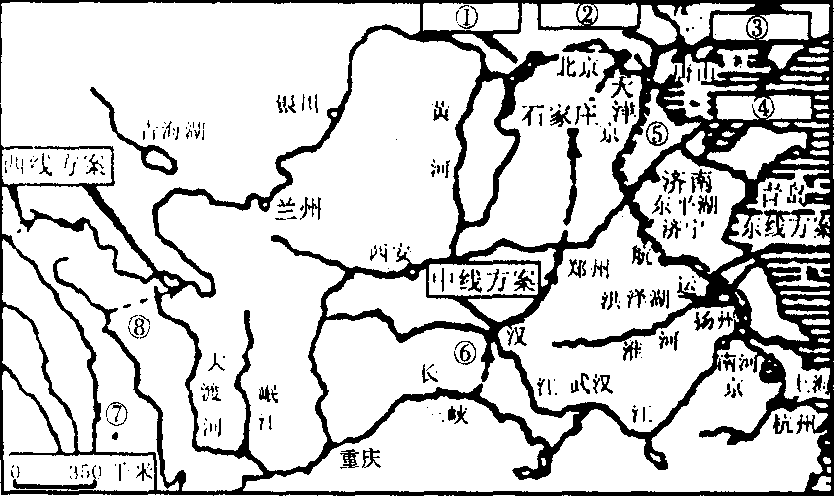 ①
②
③
北京
天津
唐山
④
银川
黄河
石家庄
京
⑤
青海湖
西线方案
兰州
济南
东平湖
济宁
青岛
东线方案
西安
中线方案
郑州
航
运
洪泽湖
扬州
汉
淮河
⑧
⑥
大渡河
岷江
长
三峡
江
武汉
江
南京
河
上海
杭州
⑦
重庆
0 350 千米